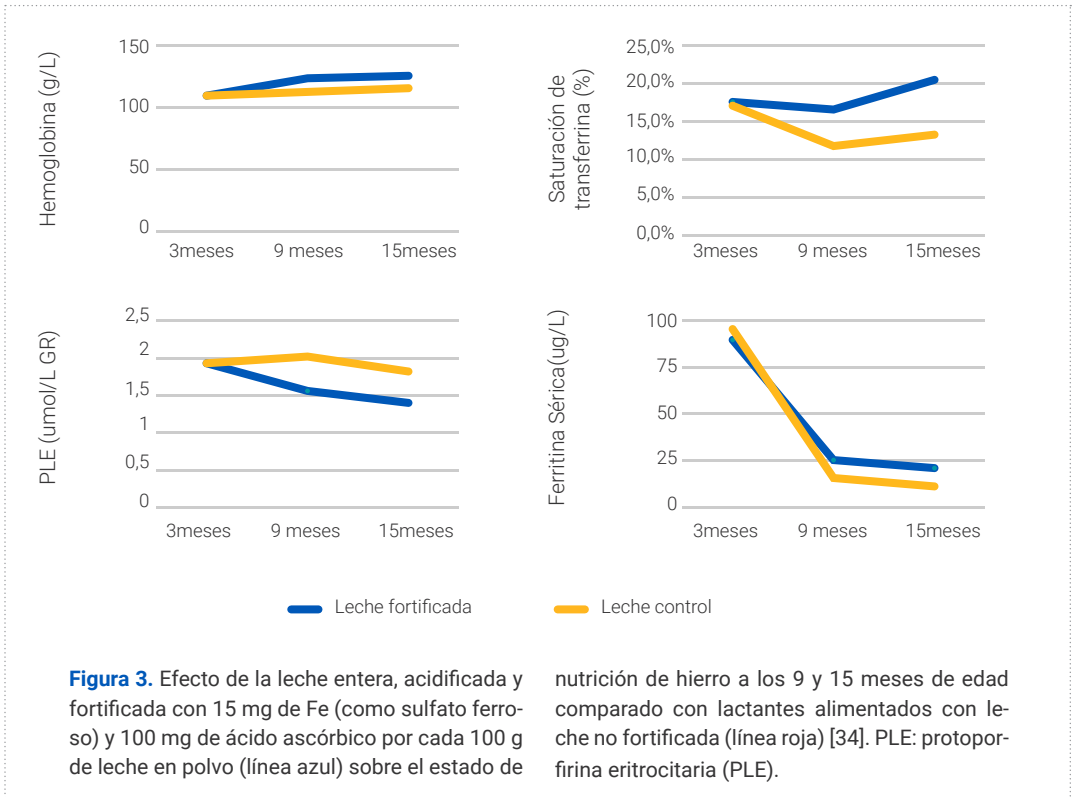 Hemoglobina (g/L)
150
100
50
0
3meses 9 meses 15meses
Saturación de
transferrina (%)
25,0%
20,0%
15,0%
10,0%
5,0%
0,0%
3meses 9 meses 15meses
PLE (umol/L GR)
2,5
2
1,5
1
0,5
0
3meses 9 meses 15meses
Ferritina Sérica(ug/L)
100
75
50
25
0
3meses 9 meses 15meses
Leche fortificada Leche control
Figura 3. Efecto de la leche entera, acidificada y
fortificada con 15 mg de Fe (como sulfato ferro-
so) y 100 mg de ácido ascórbico por cada 100 g
de leche en polvo (línea azul) sobre el estado de
nutrición de hierro a los 9 y 15 meses de edad
comparado con lactantes alimentados con le-
che no fortificada (línea roja) [34]. PLE: protopor-
firina eritrocitaria (PLE).